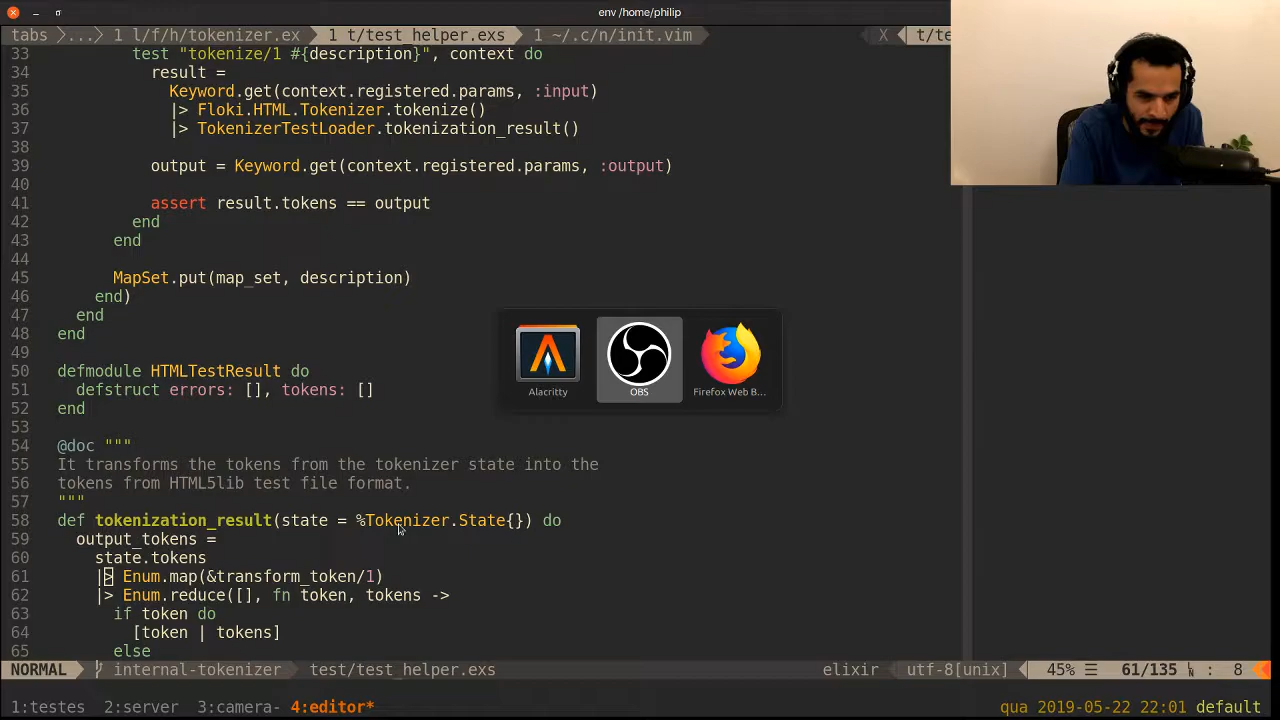 env /home/philip
tabs >...> 1 l/f/h/tokenizer.ex > 1 t/test_helper.exs > 1 ~/.c/n/init.vim X t/te
33 test "tokenize/1 #{description}", context do
34 result =
35 Keyword.get(context.registered.params, :input)
36 |> Floki.HTML.Tokenizer.tokenize()
37 |> TokenizerTestLoader.tokenization_result()
38
39 output = Keyword.get(context.registered.params, :output)
40
41 assert result.tokens == output
42 end
43 end
44
45 MapSet.put(map_set, description)
46 end)
47 end
48 end
49
50 defmodule HTMLTestResult do
51 defstruct errors: [], tokens: []
52 end
53
54 @doc """
55 It transforms the tokens from the tokenizer state into the
56 tokens from HTML5lib test file format.
57 """
58 def tokenization_result(state = %Tokenizer.State{}) do
59 output_tokens =
60 state.tokens
61 |> Enum.map(&transform_token/1)
62 |> Enum.reduce([], fn token, tokens ->
63 if token do
64 [token | tokens]
65 else
Alacritty OBS Firefox Web B...
NORMAL internal-tokenizer test/test_helper.exs elixir utf-8[unix] 45% ☰ 61/135 : 8
1:testes 2:server 3:camera- 4:editor* qua 2019-05-22 22:01 default